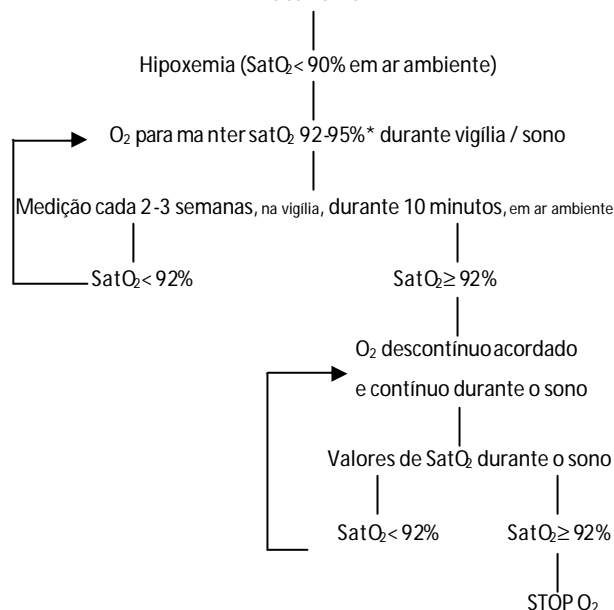 Hipoxemia (SatO₂< 90% em ar ambiente)
O₂ para ma nter satO₂ 92-95%* durante vigília / sono
Medição cada 2-3 semanas, na vigília, durante 10 minutos, em ar ambiente
SatO₂< 92% SatO₂≥ 92%
O₂ descontínuo acordado
e contínuo durante o sono
Valores de SatO₂ durante o sono
SatO₂< 92% SatO₂≥ 92%
STOP O₂